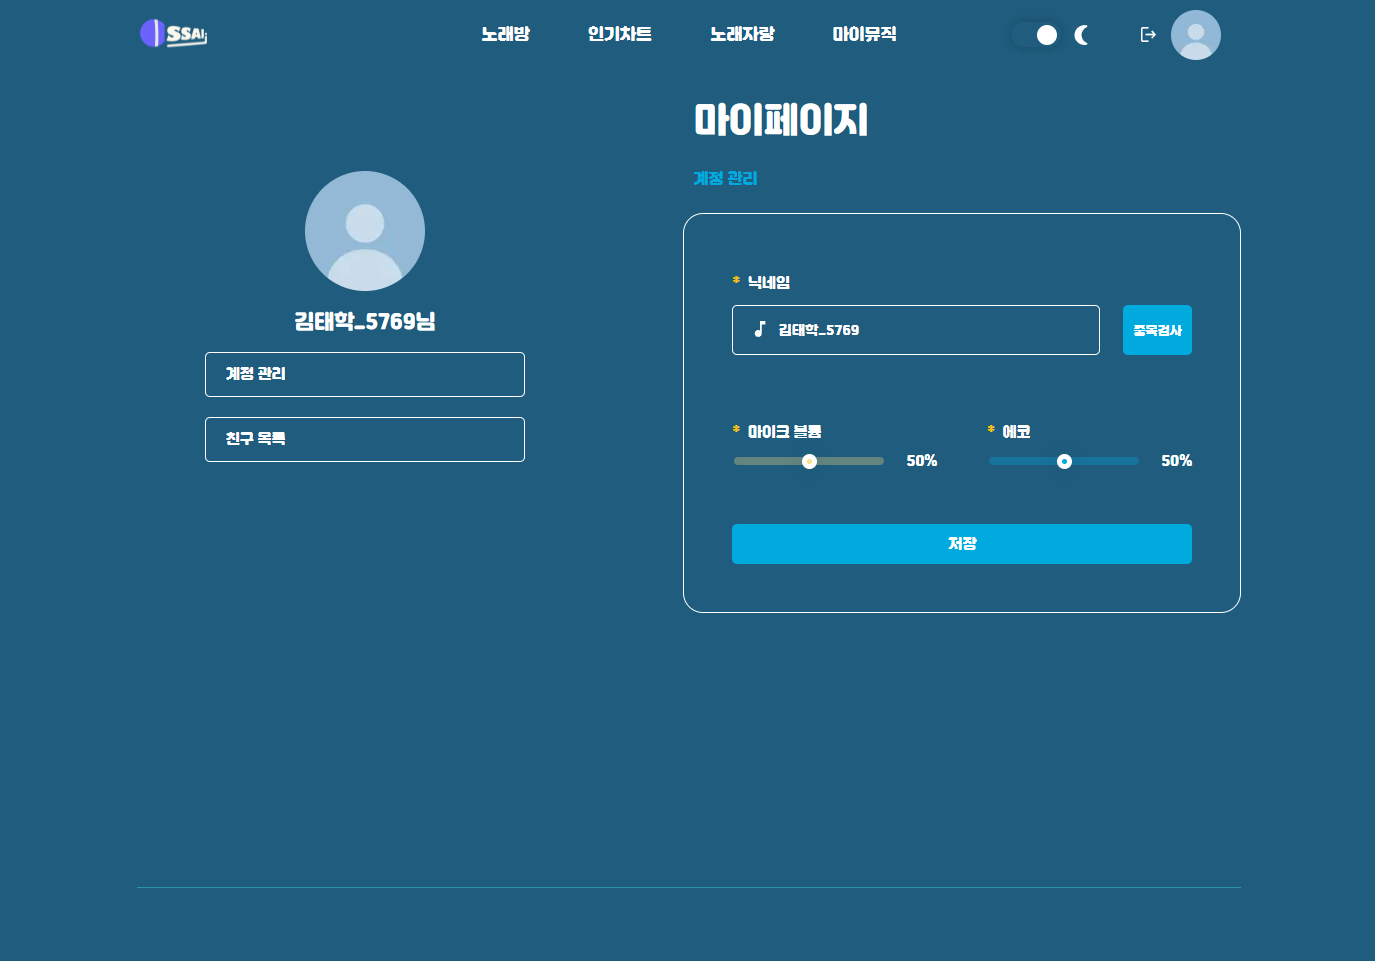 SSAI;
노래방 인기차트 노래자랑 마이뮤직
마이페이지
계정 관리
김태학_5769님
계정 관리
친구 목록
* 닉네임
김태학_5769 중복검사
* 마이크 볼륨 * 에코
50% 50%
저장